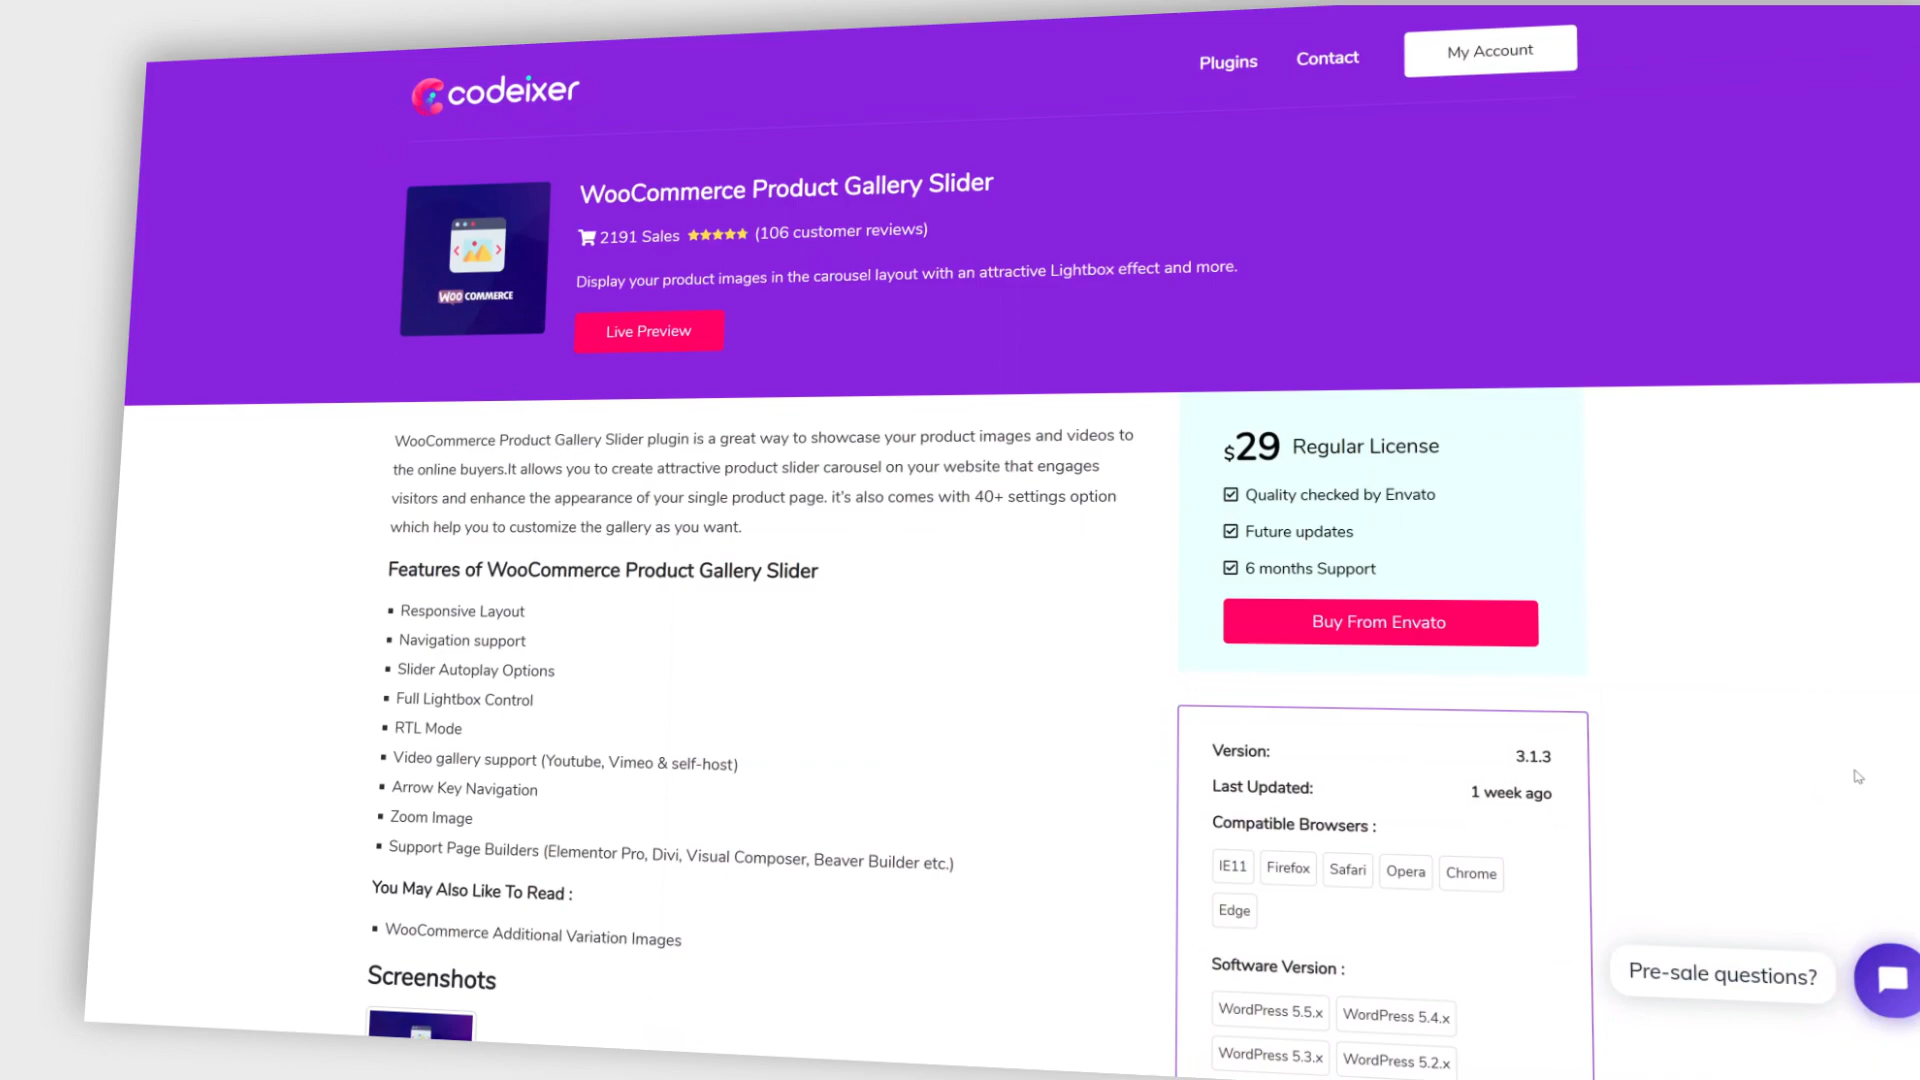 codeixer
Plugins
Contact
My Account
WooCommerce Product Gallery Slider
2191 Sales (106 customer reviews)
Display your product images in the carousel layout with an attractive Lightbox effect and more.
WOO COMMERCE
Live Preview
WooCommerce Product Gallery Slider plugin is a great way to showcase your product images and videos to
the online buyers.It allows you to create attractive product slider carousel on your website that engages
visitors and enhance the appearance of your single product page. it's also comes with 40+ settings option
which help you to customize the gallery as you want.
Features of WooCommerce Product Gallery Slider
Responsive Layout
Navigation support
Slider Autoplay Options
Full Lightbox Control
RTL Mode
Video gallery support (Youtube, Vimeo & self-host)
Arrow Key Navigation
Zoom Image
Support Page Builders (Elementor Pro, Divi, Visual Composer, Beaver Builder etc.)
You May Also Like To Read :
WooCommerce Additional Variation Images
Screenshots
$29 Regular License
Quality checked by Envato
Future updates
6 months Support
Buy From Envato
Version: 3.1.3
Last Updated: 1 week ago
Compatible Browsers :
IE11 Firefox Safari Opera Chrome
Edge
Software Version :
WordPress 5.5.x WordPress 5.4.x
WordPress 5.3.x WordPress 5.2.x
Pre-sale questions?